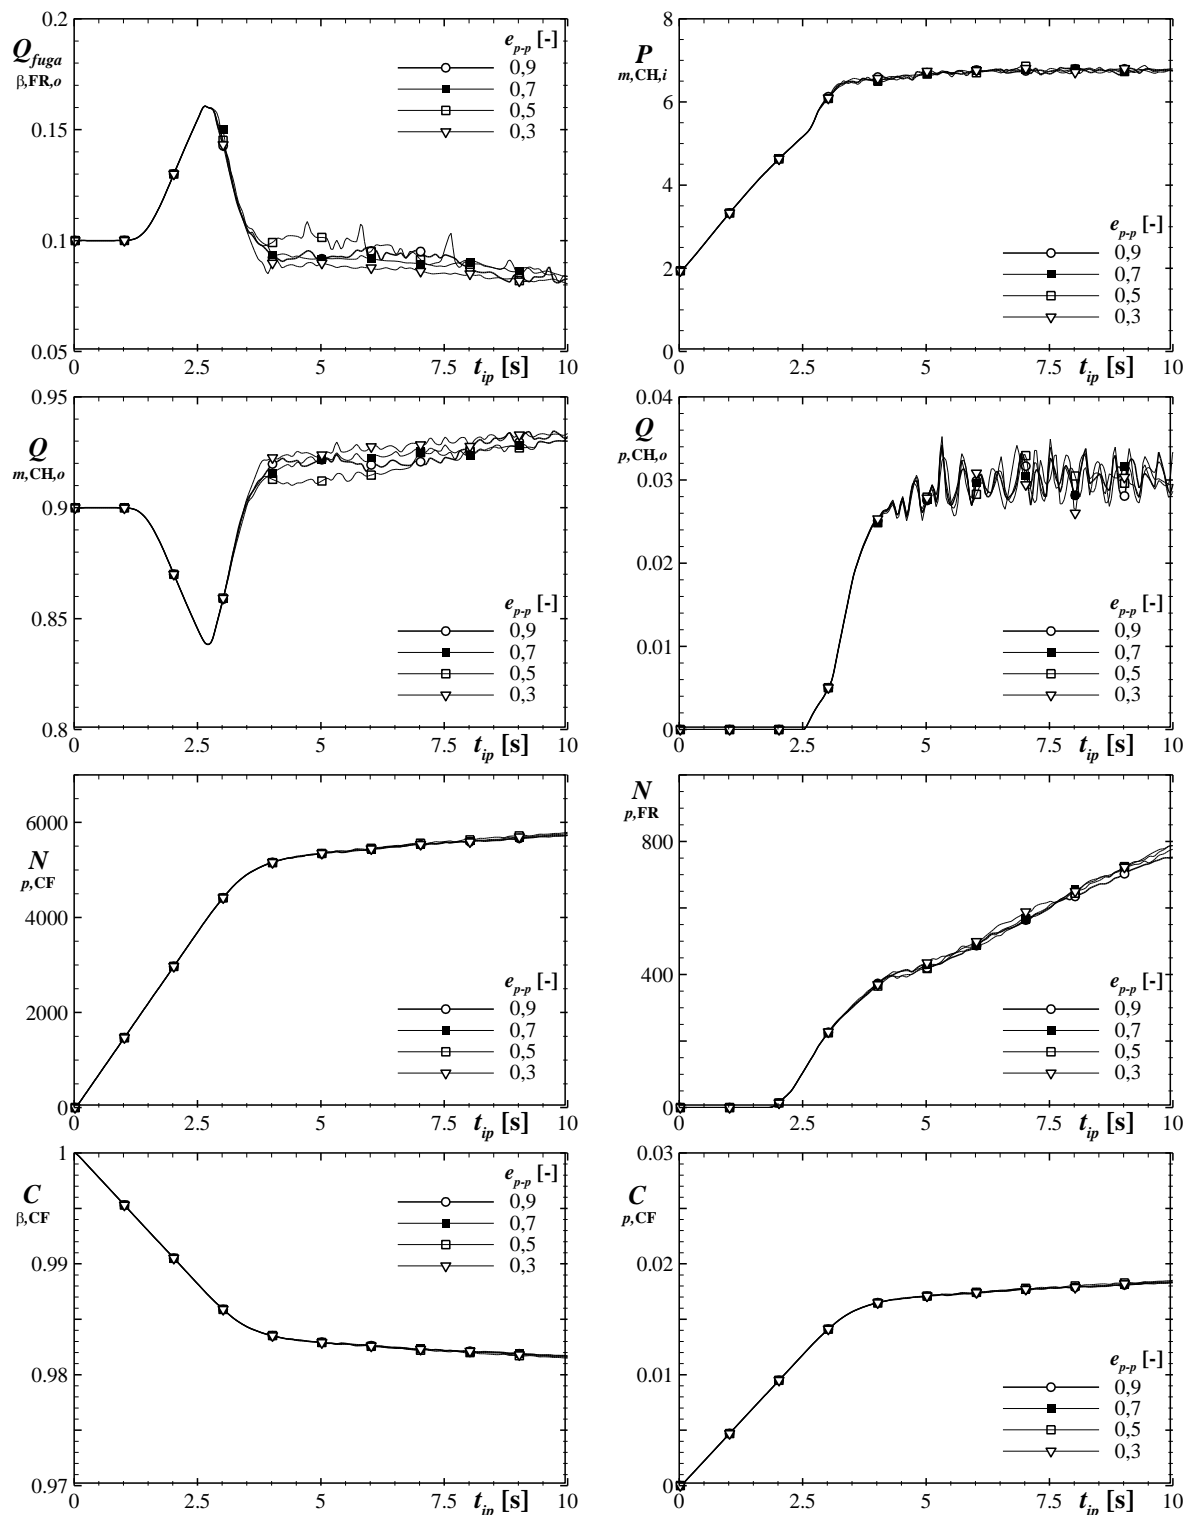 0.2
Q fuga
β,FR,o
0.15
0.1
0.05
e p-p [-]
0,9
0,7
0,5
0,3
0 2.5 5 7.5 10
t ip [s]
8
P
m,CH,i
6
4
2
0
e p-p [-]
0,9
0,7
0,5
0,3
0 2.5 5 7.5 10
t ip [s]
0.95
Q
m,CH,o
0.9
0.85
0.8
e p-p [-]
0,9
0,7
0,5
0,3
0 2.5 5 7.5 10
t ip [s]
0.04
Q
p,CH,o
0.03
0.02
0.01
0
e p-p [-]
0,9
0,7
0,5
0,3
0 2.5 5 7.5 10
t ip [s]
6000
N
p,CF
4000
2000
0
e p-p [-]
0,9
0,7
0,5
0,3
0 2.5 5 7.5 10
t ip [s]
N
p,FR
800
400
0
e p-p [-]
0,9
0,7
0,5
0,3
0 2.5 5 7.5 10
t ip [s]
1
C
β,CF
0.99
0.98
0.97
e p-p [-]
0,9
0,7
0,5
0,3
0 2.5 5 7.5 10
t ip [s]
0.03
C
p,CF
0.02
0.01
0
e p-p [-]
0,9
0,7
0,5
0,3
0 2.5 5 7.5 10
t ip [s]